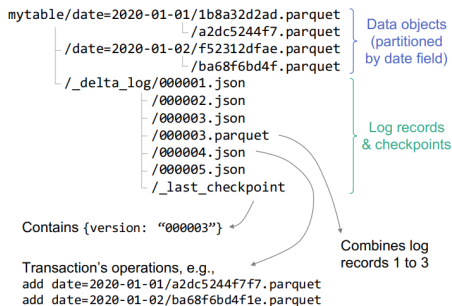 mytable/date=2020-01-01/1b8a32d2ad.parquet
/a2dc5244f7.parquet
/date=2020-01-02/f52312dfae.parquet
/ba68f6bd4f.parquet
/_delta_log/000001.json
/000002.json
/000003.json
/000003.parquet
/000004.json
/000005.json
/_last_checkpoint
Data objects
(partitioned
by date field)
Log records
& checkpoints
Contains {version: “000003”}
Combines log
records 1 to 3
Transaction’s operations, e.g.,
add date=2020-01-01/a2dc5244f7f7.parquet
add date=2020-01-02/ba68f6bd4f1e.parquet